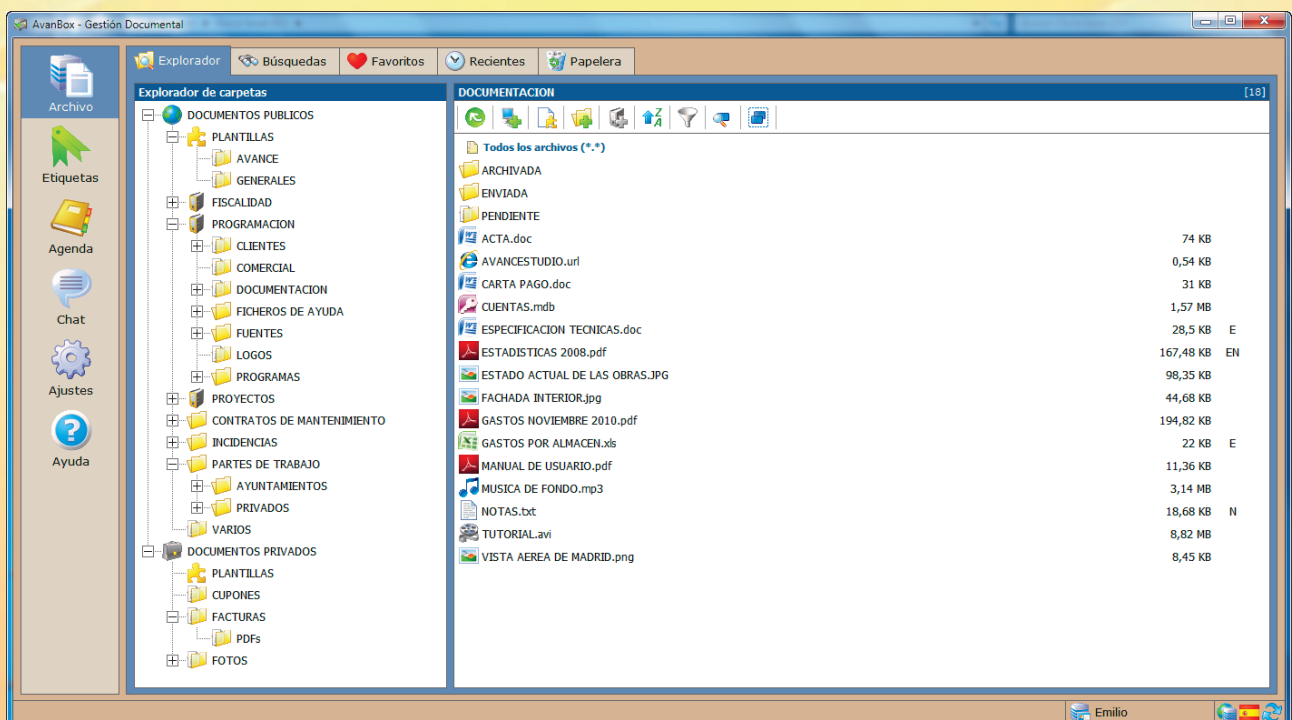 AvanBox - Gestión Documental
Archivo
Etiquetas
Agenda
Chat
Ajustes
Ayuda
Explorador Búsquedas Favoritos Recientes Papelera
Explorador de carpetas
DOCUMENTOS PUBLICOS
PLANTILLAS
AVANCE
GENERALES
FISCALIDAD
PROGRAMACION
CLIENTES
COMERCIAL
DOCUMENTACION
FICHEROS DE AYUDA
FUENTES
LOGOS
PROGRAMAS
PROYECTOS
CONTRATOS DE MANTENIMIENTO
INCIDENCIAS
PARTES DE TRABAJO
AYUNTAMIENTOS
PRIVADOS
VARIOS
DOCUMENTOS PRIVADOS
PLANTILLAS
CUPONES
FACTURAS
PDFs
FOTOS
DOCUMENTACION [18]
Todos los archivos (*.*)
ARCHIVADA
ENVIADA
PENDIENTE
ACTA.doc 74 KB
AVANCESTUDIO.url 0,54 KB
CARTA PAGO.doc 31 KB
CUENTAS.mdb 1,57 MB
ESPECIFICACION TECNICAS.doc 28,5 KB E
ESTADISTICAS 2008.pdf 167,48 KB EN
ESTADO ACTUAL DE LAS OBRAS.JPG 98,35 KB
FACHADA INTERIOR.jpg 44,68 KB
GASTOS NOVIEMBRE 2010.pdf 194,82 KB
GASTOS POR ALMACEN.xls 22 KB E
MANUAL DE USUARIO.pdf 11,36 KB
MUSICA DE FONDO.mp3 3,14 MB
NOTAS.txt 18,68 KB N
TUTORIAL.avi 8,82 MB
VISTA AEREA DE MADRID.png 8,45 KB
Emilio